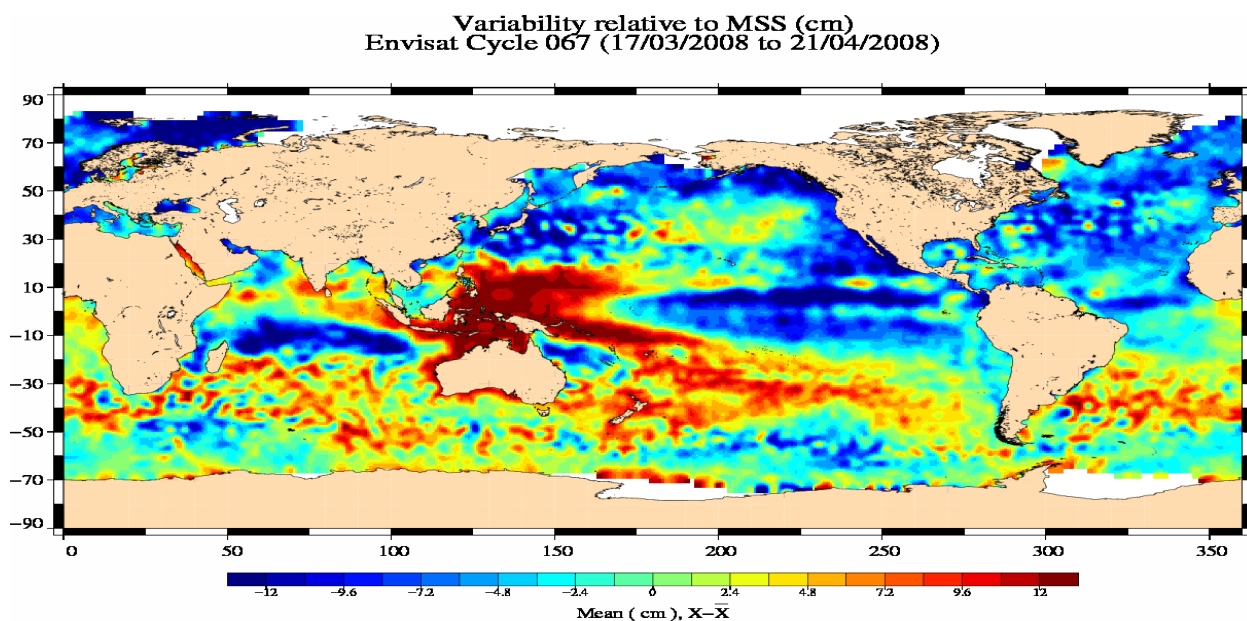 Variability relative to MSS (cm)
Envisat Cycle 067 (17/03/2008 to 21/04/2008)
90
70
50
30
10
−10
−30
−50
−70
−90
0 50 100 150 200 250 300 350
−12 −9.6 −7.2 −4.8 −2.4 0 2.4 4.8 7.2 9.6 12
Mean ( cm ), X−X̅